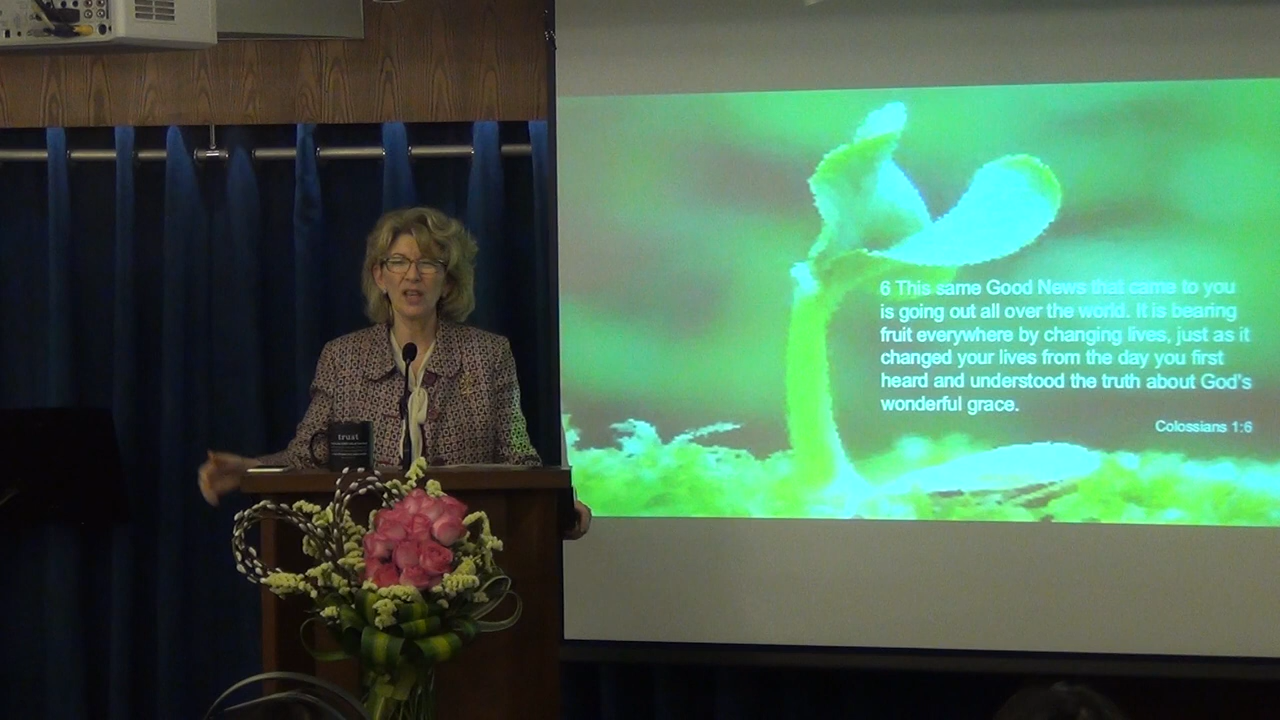 6 This same Good News that came to you
is going out all over the world. It is bearing
fruit everywhere by changing lives, just as it
changed your lives from the day you first
heard and understood the truth about God's
wonderful grace.
Colossians 1:6
trust